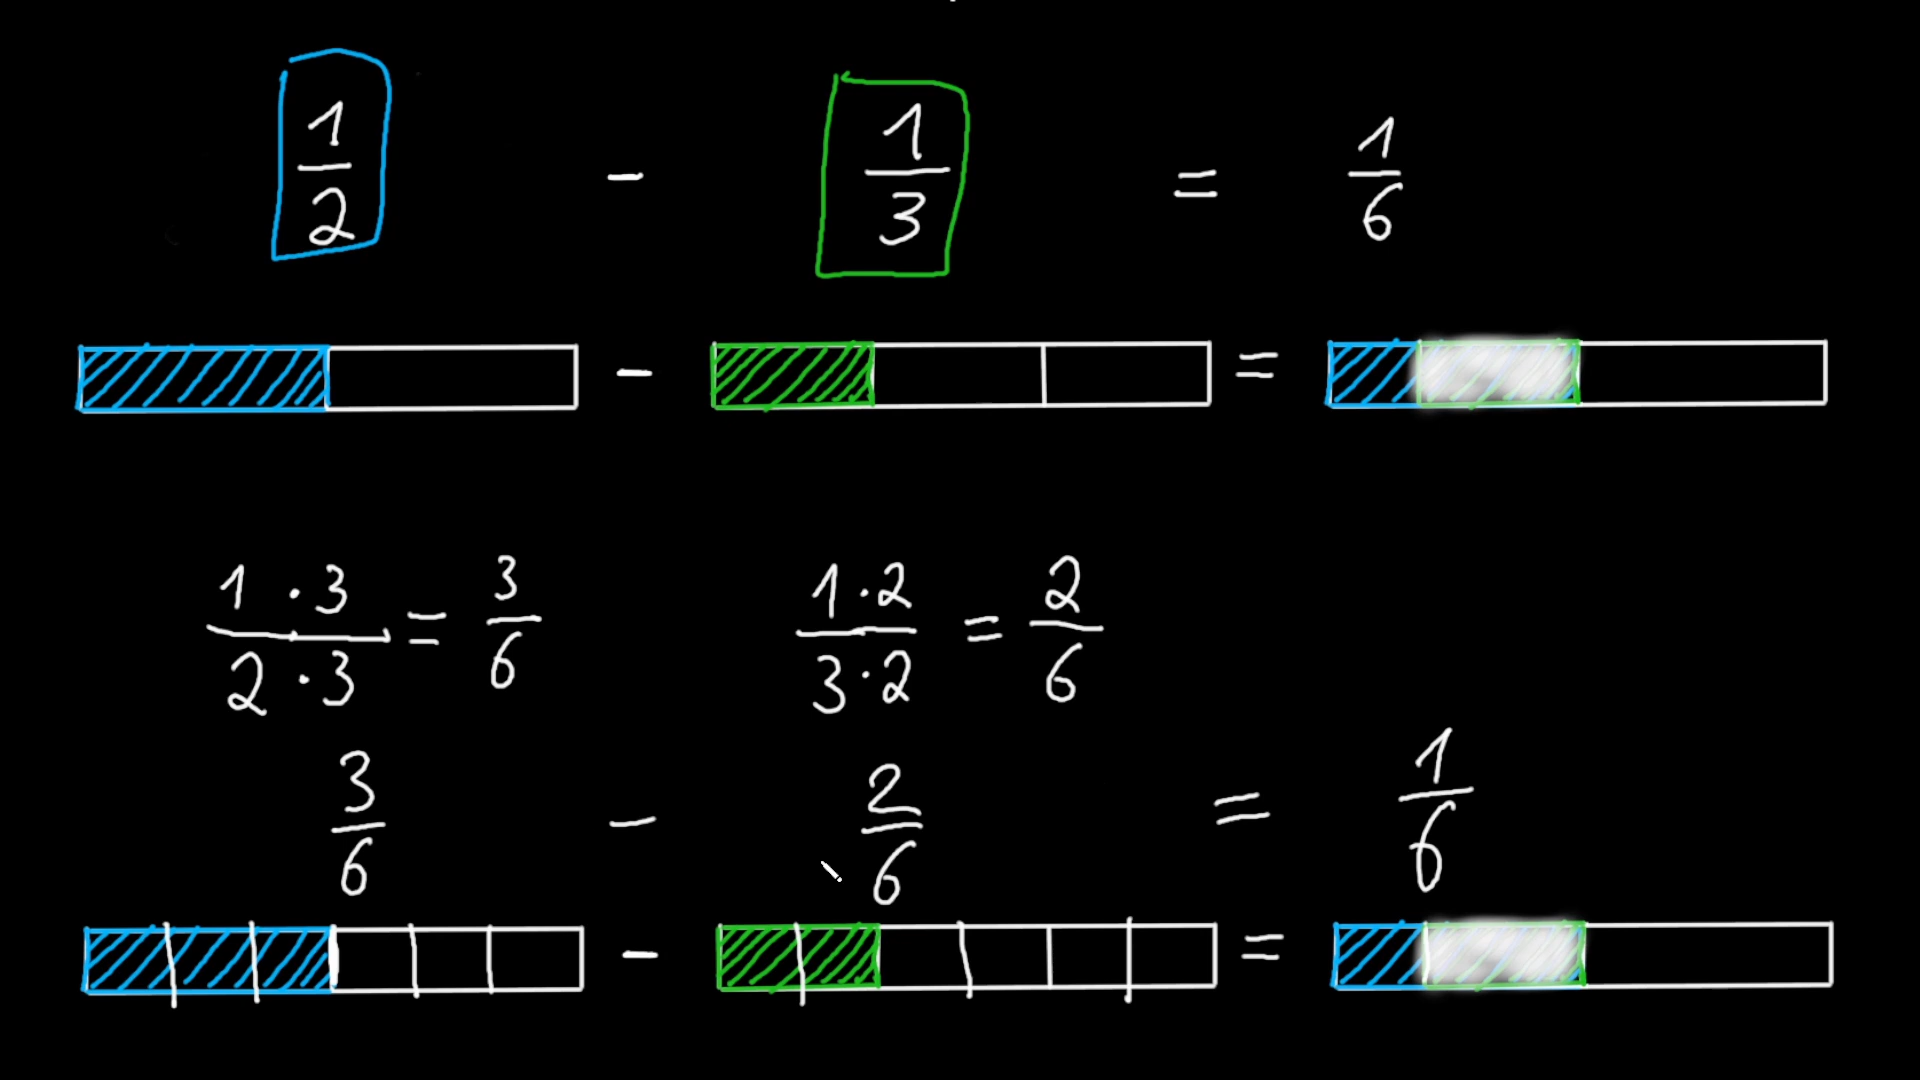 1/2 - 1/3 = 1/6
- =
1 · 3 / 2 · 3 = 3/6    1 · 2 / 3 · 2 = 2/6
3/6 - 2/6 = 1/6
- =